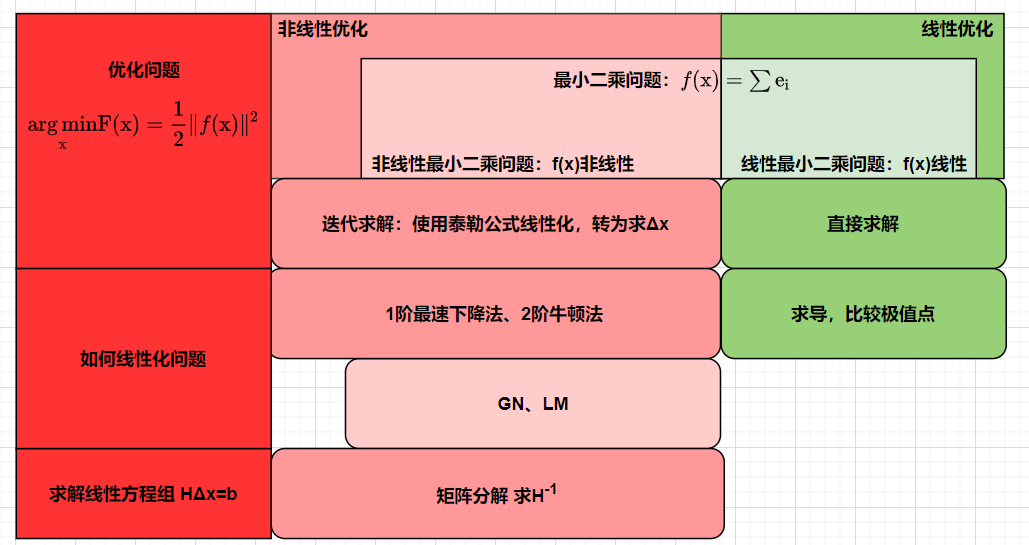 优化问题
arg min F(x) = 1/2 ‖f(x)‖²
x
非线性优化
线性优化
最小二乘问题：f(x) = ∑ eᵢ
非线性最小二乘问题：f(x)非线性
线性最小二乘问题：f(x)线性
迭代求解：使用泰勒公式线性化，转为求Δx
直接求解
如何线性化问题
1阶最速下降法、2阶牛顿法
求导，比较极值点
GN、LM
求解线性方程组 HΔx=b
矩阵分解 求H⁻¹